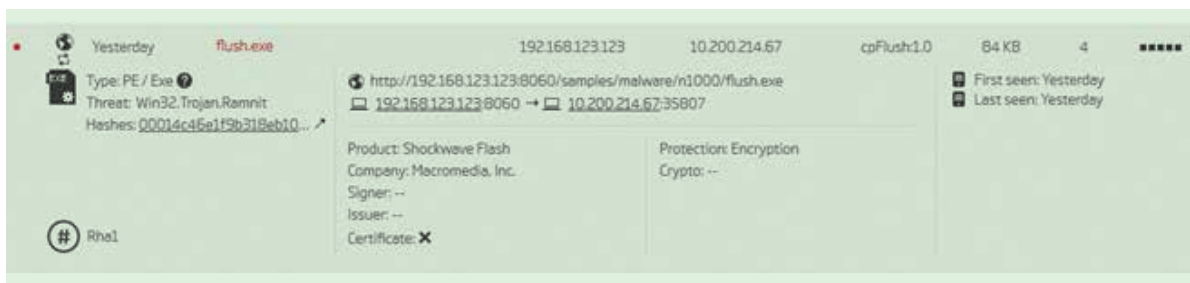 Yesterday flush.exe 192.168.123.123 10.200.214.67 cpFlush:1.0 84 KB 4
EXE
Type: PE / Exe ?
Threat: Win32.Trojan.Ramnit
Hashes: 00014c46e1f9b318eb10...
http://192.168.123.123:8060/samples/malware/n1000/flush.exe
192.168.123.123:8060 → 10.200.214.67:35807
First seen: Yesterday
Last seen: Yesterday
Product: Shockwave Flash
Company: Macromedia, Inc.
Signer: --
Issuer: --
Certificate: ✕
Protection: Encryption
Crypto: --
# Rha1